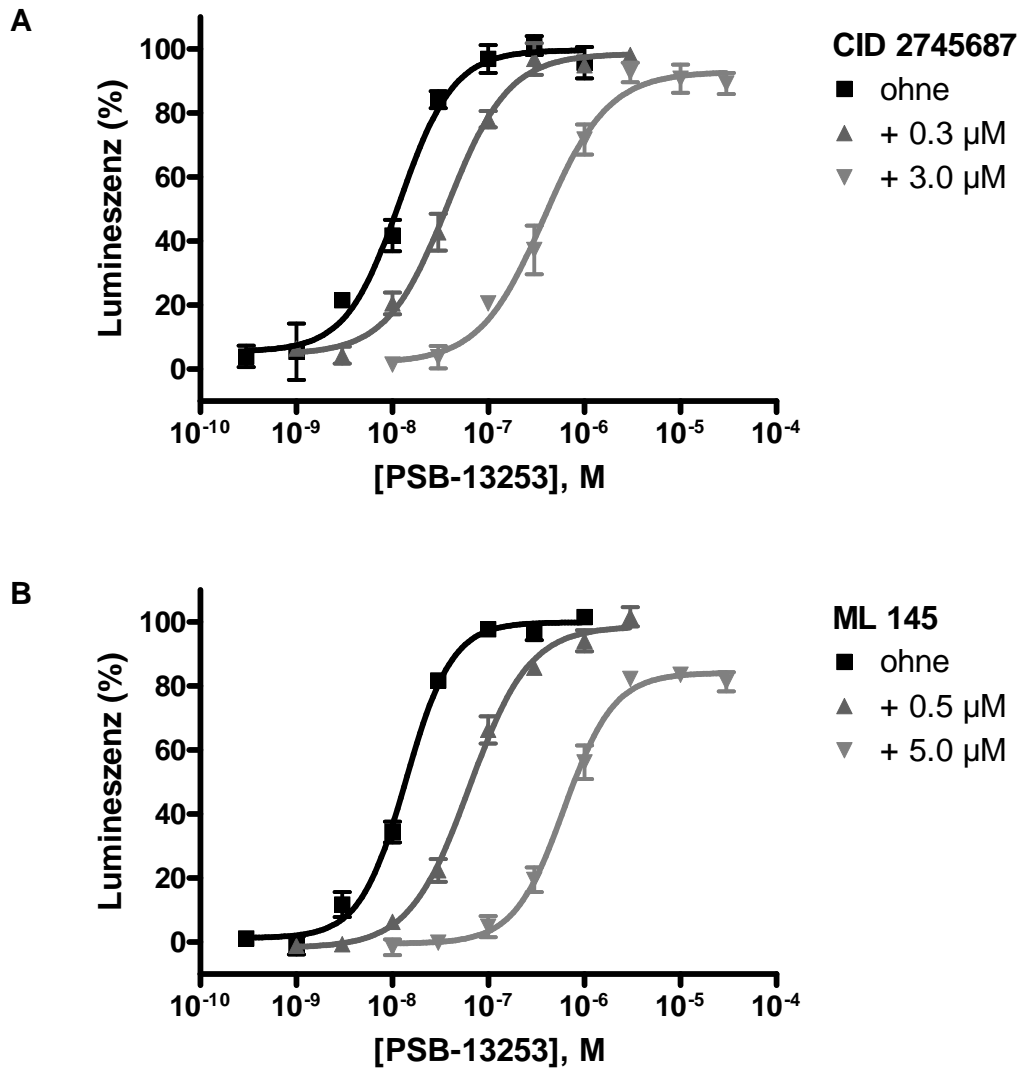 A
CID 2745687
ohne
+ 0.3 µM
+ 3.0 µM
Lumineszenz (%)
100
80
60
40
20
0
10-10 10-9 10-8 10-7 10-6 10-5 10-4
[PSB-13253], M
B
ML 145
ohne
+ 0.5 µM
+ 5.0 µM
Lumineszenz (%)
100
80
60
40
20
0
10-10 10-9 10-8 10-7 10-6 10-5 10-4
[PSB-13253], M